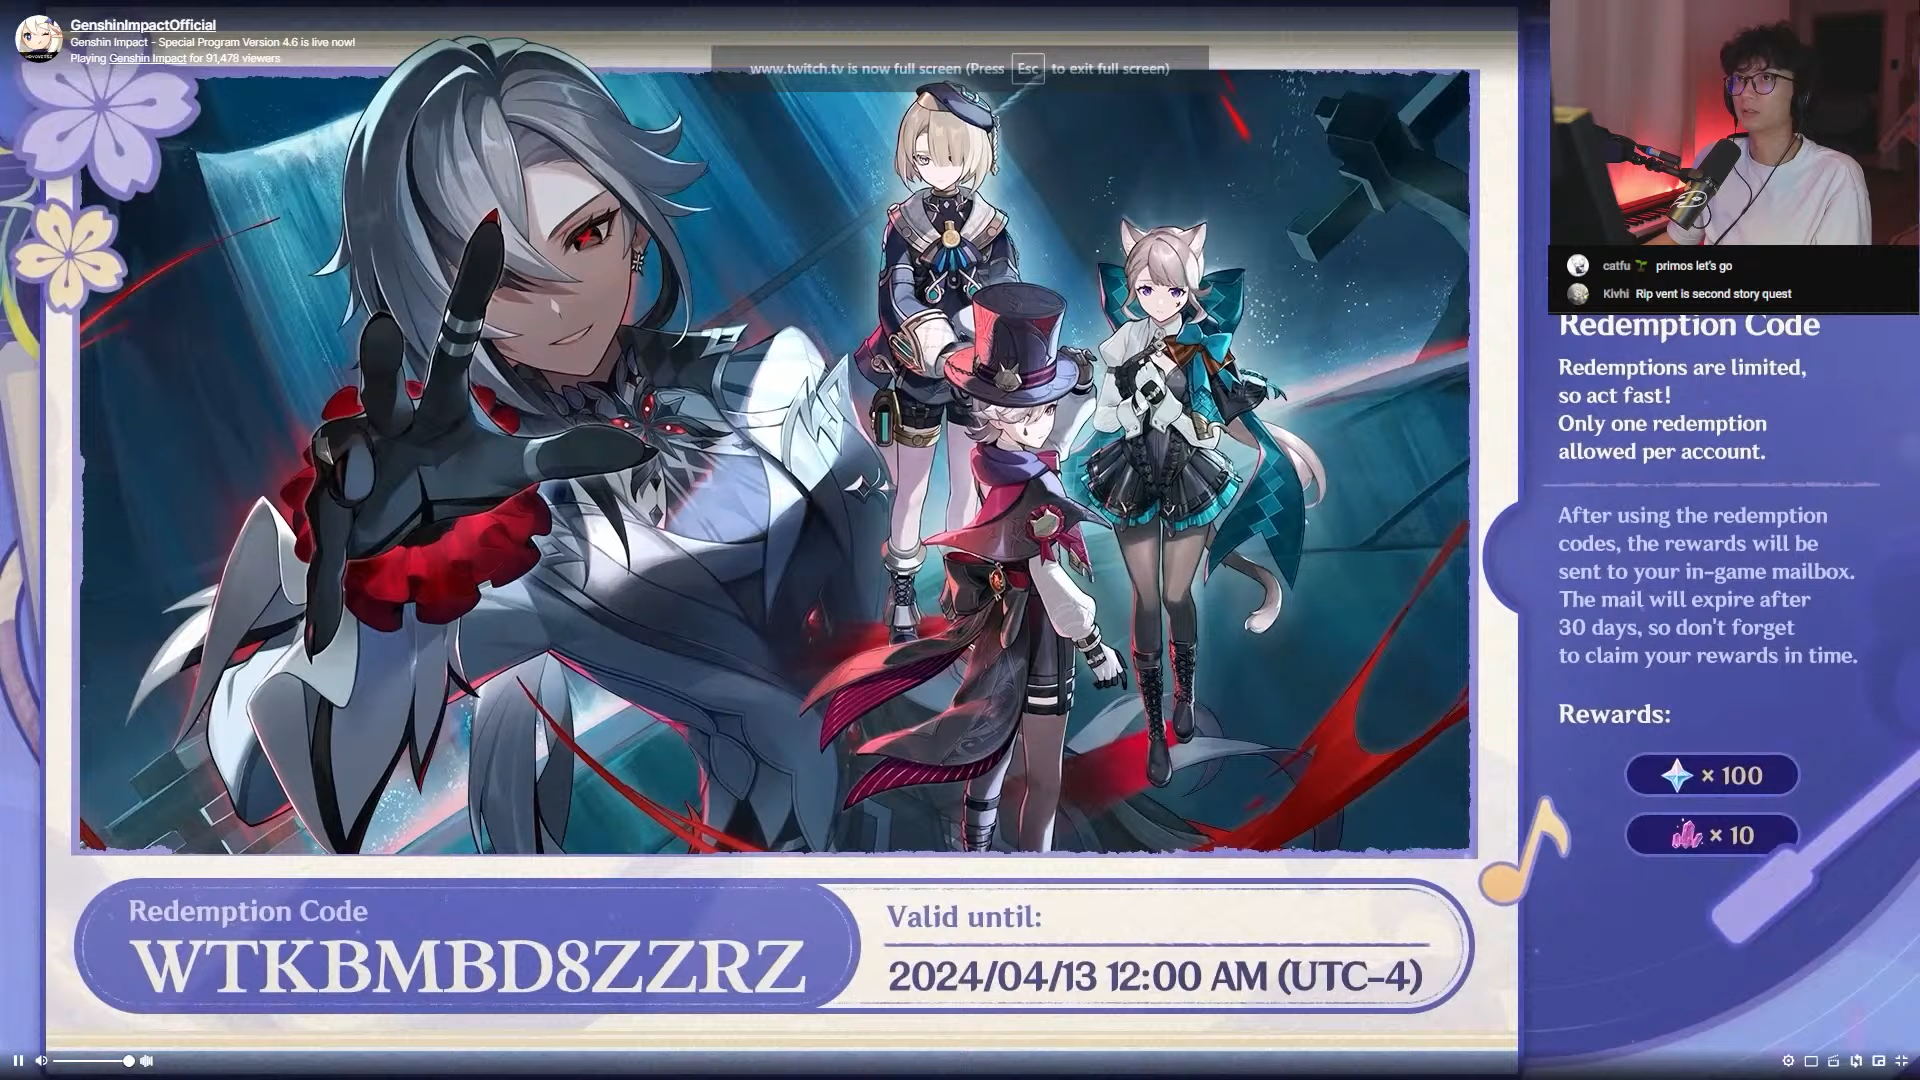 GenshinImpactOfficial
Genshin Impact - Special Program Version 4.6 is live now!
Playing Genshin Impact for 91,478 viewers
www.twitch.tv is now full screen (Press Esc to exit full screen)
catfu primos let's go
Kivhi Rip vent is second story quest
Redemption Code
Redemptions are limited,
so act fast!
Only one redemption
allowed per account.
After using the redemption
codes, the rewards will be
sent to your in-game mailbox.
The mail will expire after
30 days, so don't forget
to claim your rewards in time.
Rewards:
× 100
× 10
Redemption Code
WTKBMBD8ZZRZ
Valid until:
2024/04/13 12:00 AM (UTC-4)